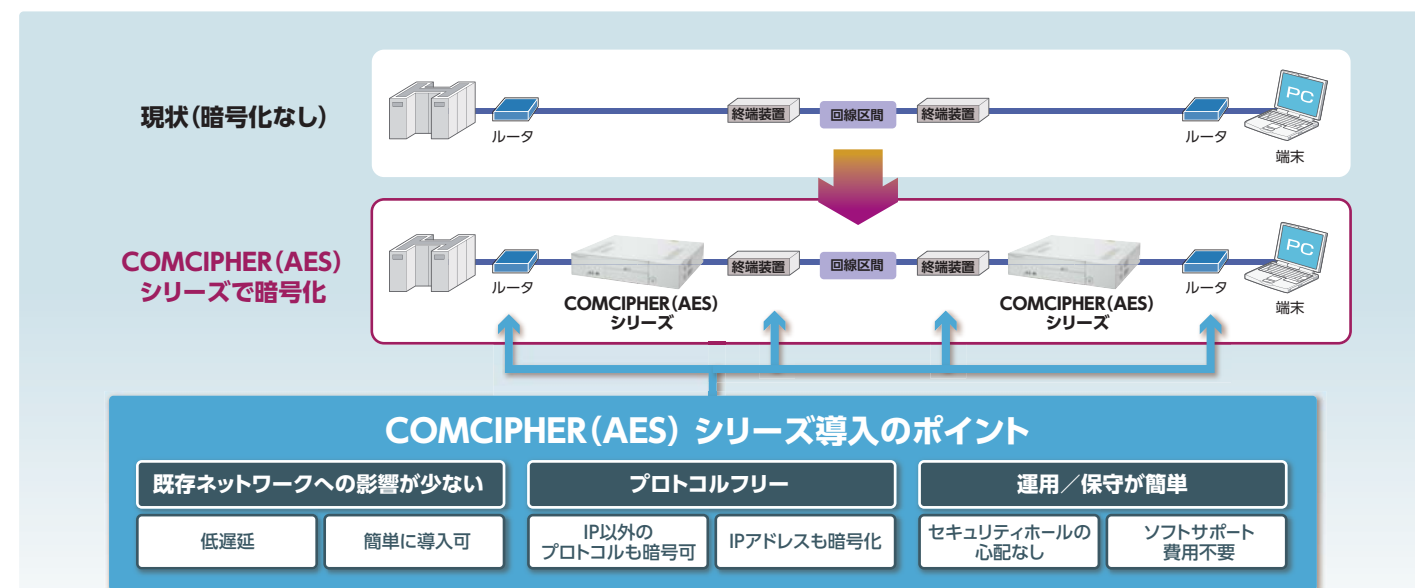 現状（暗号化なし）
ルータ
終端装置
回線区間
終端装置
ルータ
PC
端末
COMCIPHER（AES）
シリーズで暗号化
ルータ
COMCIPHER（AES）
シリーズ
終端装置
回線区間
終端装置
COMCIPHER（AES）
シリーズ
ルータ
PC
端末
COMCIPHER（AES）シリーズ導入のポイント
既存ネットワークへの影響が少ない
低遅延
簡単に導入可
プロトコルフリー
IP以外の
プロトコルも暗号可
IPアドレスも暗号化
運用／保守が簡単
セキュリティホールの
心配なし
ソフトサポート
費用不要